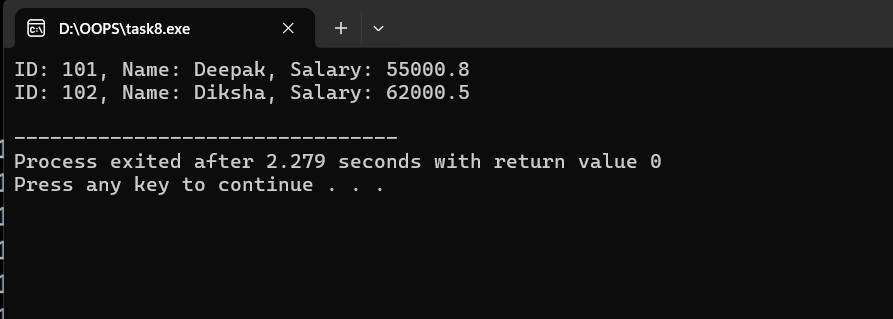 D:\OOPS\task8.exe
ID: 101, Name: Deepak, Salary: 55000.8
ID: 102, Name: Diksha, Salary: 62000.5
--------------------------------
Process exited after 2.279 seconds with return value 0
Press any key to continue . . .